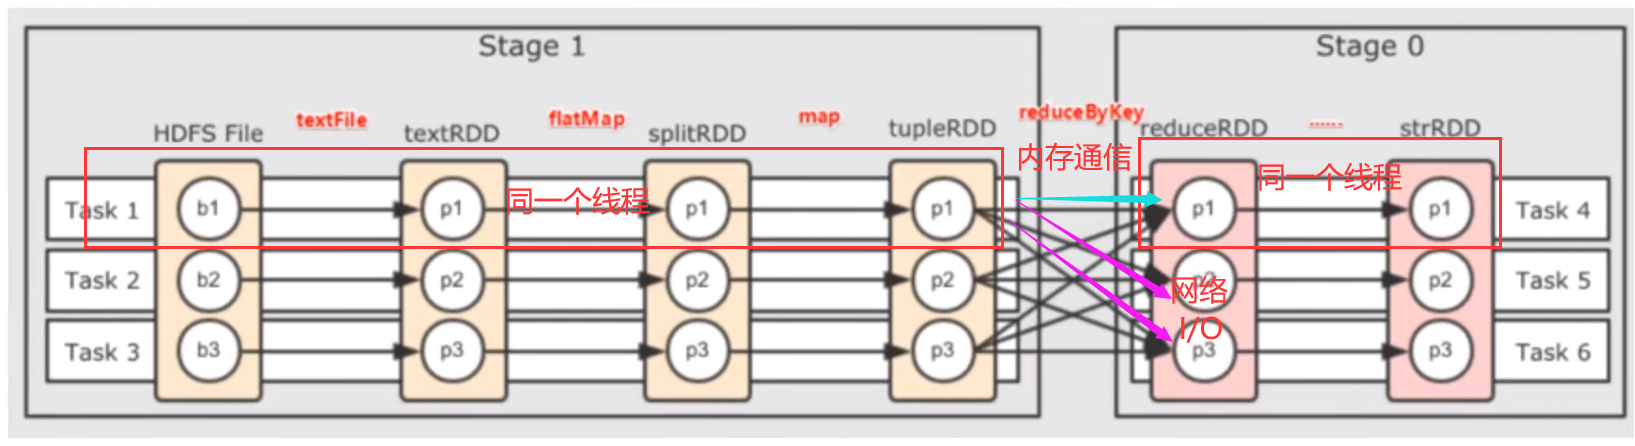 Stage 1
Stage 0
HDFS File
textFile
textRDD
flatMap
splitRDD
map
tupleRDD
reduceByKey
reduceRDD
......
strRDD
内存通信
Task 1
b1
p1
同一个线程
p1
p1
p1
同一个线程
p1
Task 4
Task 2
b2
p2
p2
p2
p2
网络
p2
Task 5
I/O
Task 3
b3
p3
p3
p3
p3
p3
Task 6